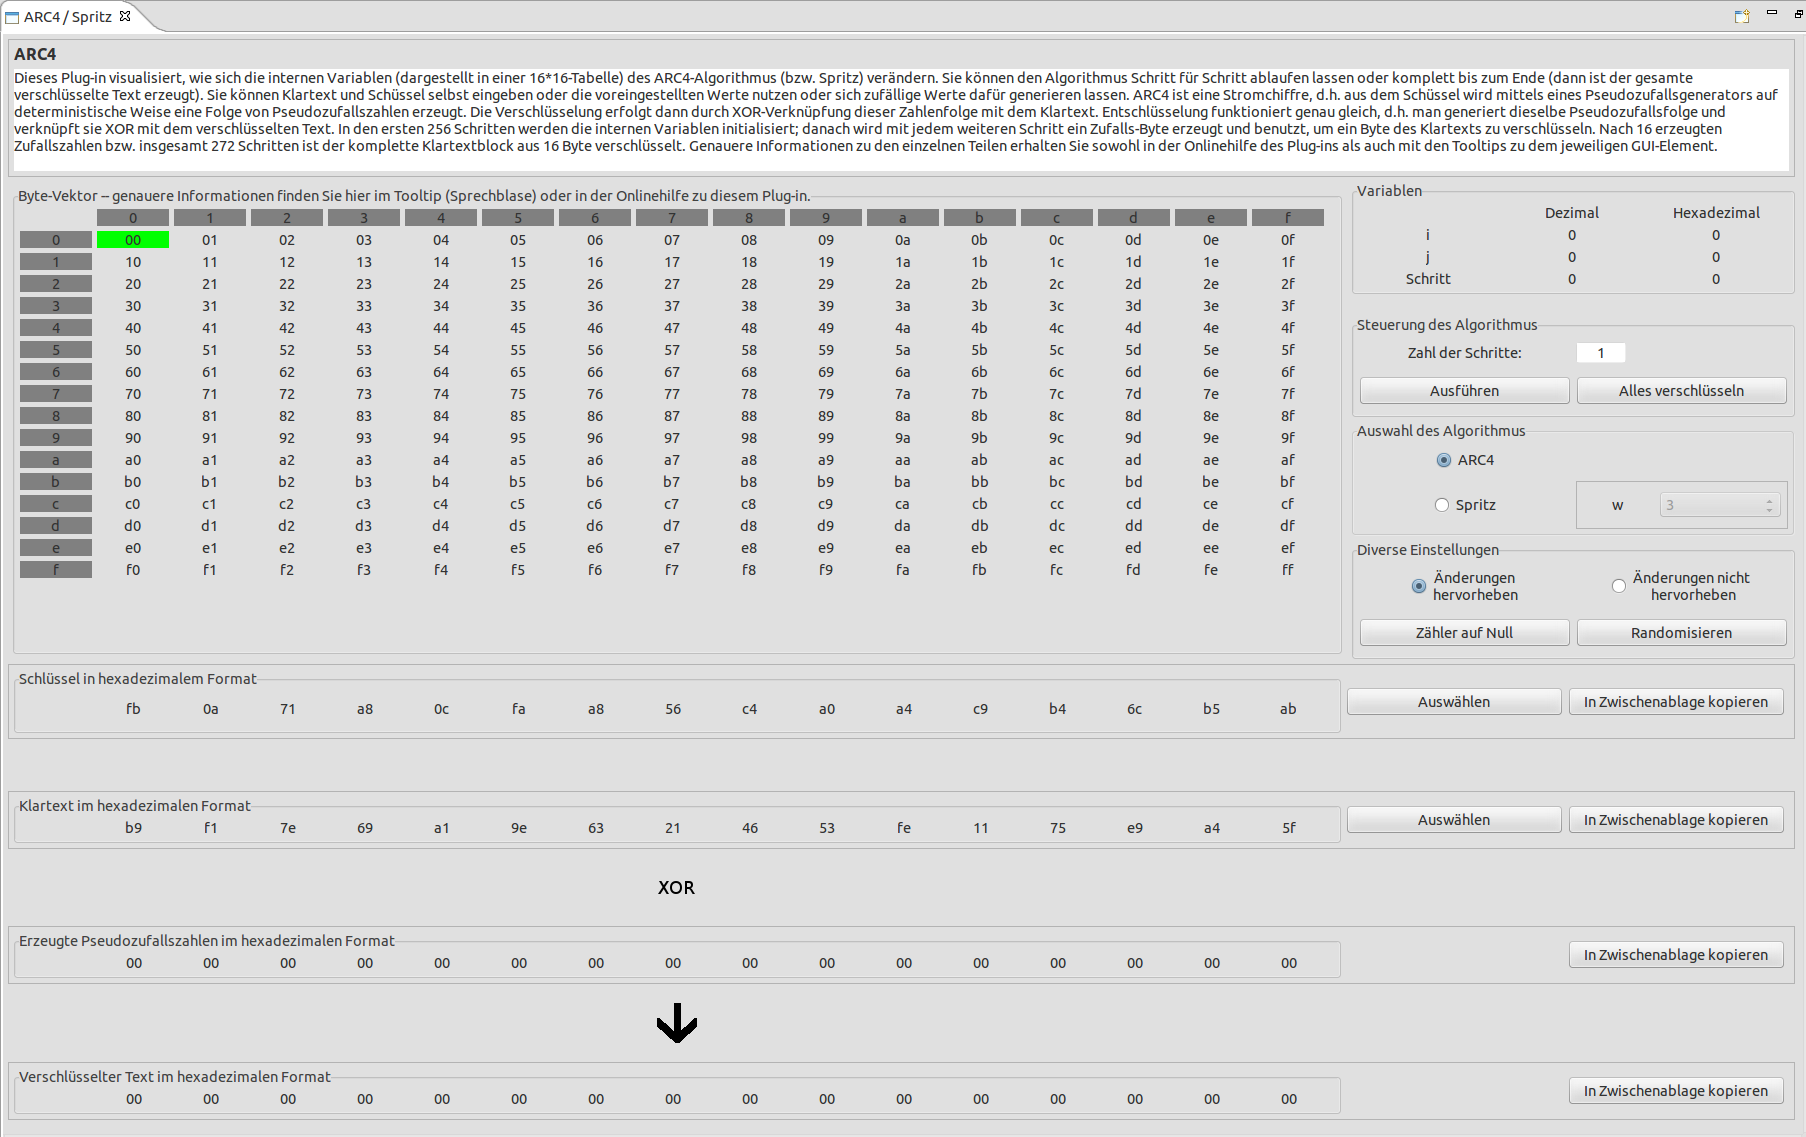 ARC4 / Spritz
ARC4
Dieses Plug-in visualisiert, wie sich die internen Variablen (dargestellt in einer 16*16-Tabelle) des ARC4-Algorithmus (bzw. Spritz) verändern. Sie können den Algorithmus Schritt für Schritt ablaufen lassen oder komplett bis zum Ende (dann ist der gesamte
verschlüsselte Text erzeugt). Sie können Klartext und Schüssel selbst eingeben oder die voreingestellten Werte nutzen oder sich zufällige Werte dafür generieren lassen. ARC4 ist eine Stromchiffre, d.h. aus dem Schüssel wird mittels eines Pseudozufallsgenerators auf
deterministische Weise eine Folge von Pseudozufallszahlen erzeugt. Die Verschlüsselung erfolgt dann durch XOR-Verknüpfung dieser Zahlenfolge mit dem Klartext. Entschlüsselung funktioniert genau gleich, d.h. man generiert dieselbe Pseudozufallsfolge und
verknüpft sie XOR mit dem verschlüsselten Text. In den ersten 256 Schritten werden die internen Variablen initialisiert; danach wird mit jedem weiteren Schritt ein Zufalls-Byte erzeugt und benutzt, um ein Byte des Klartexts zu verschlüsseln. Nach 16 erzeugten
Zufallszahlen bzw. insgesamt 272 Schritten ist der komplette Klartextblock aus 16 Byte verschlüsselt. Genauere Informationen zu den einzelnen Teilen erhalten Sie sowohl in der Onlinehilfe des Plug-ins als auch mit den Tooltips zu dem jeweiligen GUI-Element.
Byte-Vektor -- genauere Informationen finden Sie hier im Tooltip (Sprechblase) oder in der Onlinehilfe zu diesem Plug-in.
0 1 2 3 4 5 6 7 8 9 a b c d e f
0 00 01 02 03 04 05 06 07 08 09 0a 0b 0c 0d 0e 0f
1 10 11 12 13 14 15 16 17 18 19 1a 1b 1c 1d 1e 1f
2 20 21 22 23 24 25 26 27 28 29 2a 2b 2c 2d 2e 2f
3 30 31 32 33 34 35 36 37 38 39 3a 3b 3c 3d 3e 3f
4 40 41 42 43 44 45 46 47 48 49 4a 4b 4c 4d 4e 4f
5 50 51 52 53 54 55 56 57 58 59 5a 5b 5c 5d 5e 5f
6 60 61 62 63 64 65 66 67 68 69 6a 6b 6c 6d 6e 6f
7 70 71 72 73 74 75 76 77 78 79 7a 7b 7c 7d 7e 7f
8 80 81 82 83 84 85 86 87 88 89 8a 8b 8c 8d 8e 8f
9 90 91 92 93 94 95 96 97 98 99 9a 9b 9c 9d 9e 9f
a a0 a1 a2 a3 a4 a5 a6 a7 a8 a9 aa ab ac ad ae af
b b0 b1 b2 b3 b4 b5 b6 b7 b8 b9 ba bb bc bd be bf
c c0 c1 c2 c3 c4 c5 c6 c7 c8 c9 ca cb cc cd ce cf
d d0 d1 d2 d3 d4 d5 d6 d7 d8 d9 da db dc dd de df
e e0 e1 e2 e3 e4 e5 e6 e7 e8 e9 ea eb ec ed ee ef
f f0 f1 f2 f3 f4 f5 f6 f7 f8 f9 fa fb fc fd fe ff
Variablen
Dezimal Hexadezimal
i 0 0
j 0 0
Schritt 0 0
Steuerung des Algorithmus
Zahl der Schritte: 1
Ausführen Alles verschlüsseln
Auswahl des Algorithmus
ARC4
Spritz w 3
Diverse Einstellungen
Änderungen hervorheben
Änderungen nicht hervorheben
Zähler auf Null Randomisieren
Schlüssel in hexadezimalem Format
fb 0a 71 a8 0c fa a8 56 c4 a0 a4 c9 b4 6c b5 ab
Auswählen In Zwischenablage kopieren
Klartext im hexadezimalen Format
b9 f1 7e 69 a1 9e 63 21 46 53 fe 11 75 e9 a4 5f
Auswählen In Zwischenablage kopieren
XOR
Erzeugte Pseudozufallszahlen im hexadezimalen Format
00 00 00 00 00 00 00 00 00 00 00 00 00 00 00 00
In Zwischenablage kopieren
Verschlüsselter Text im hexadezimalen Format
00 00 00 00 00 00 00 00 00 00 00 00 00 00 00 00
In Zwischenablage kopieren